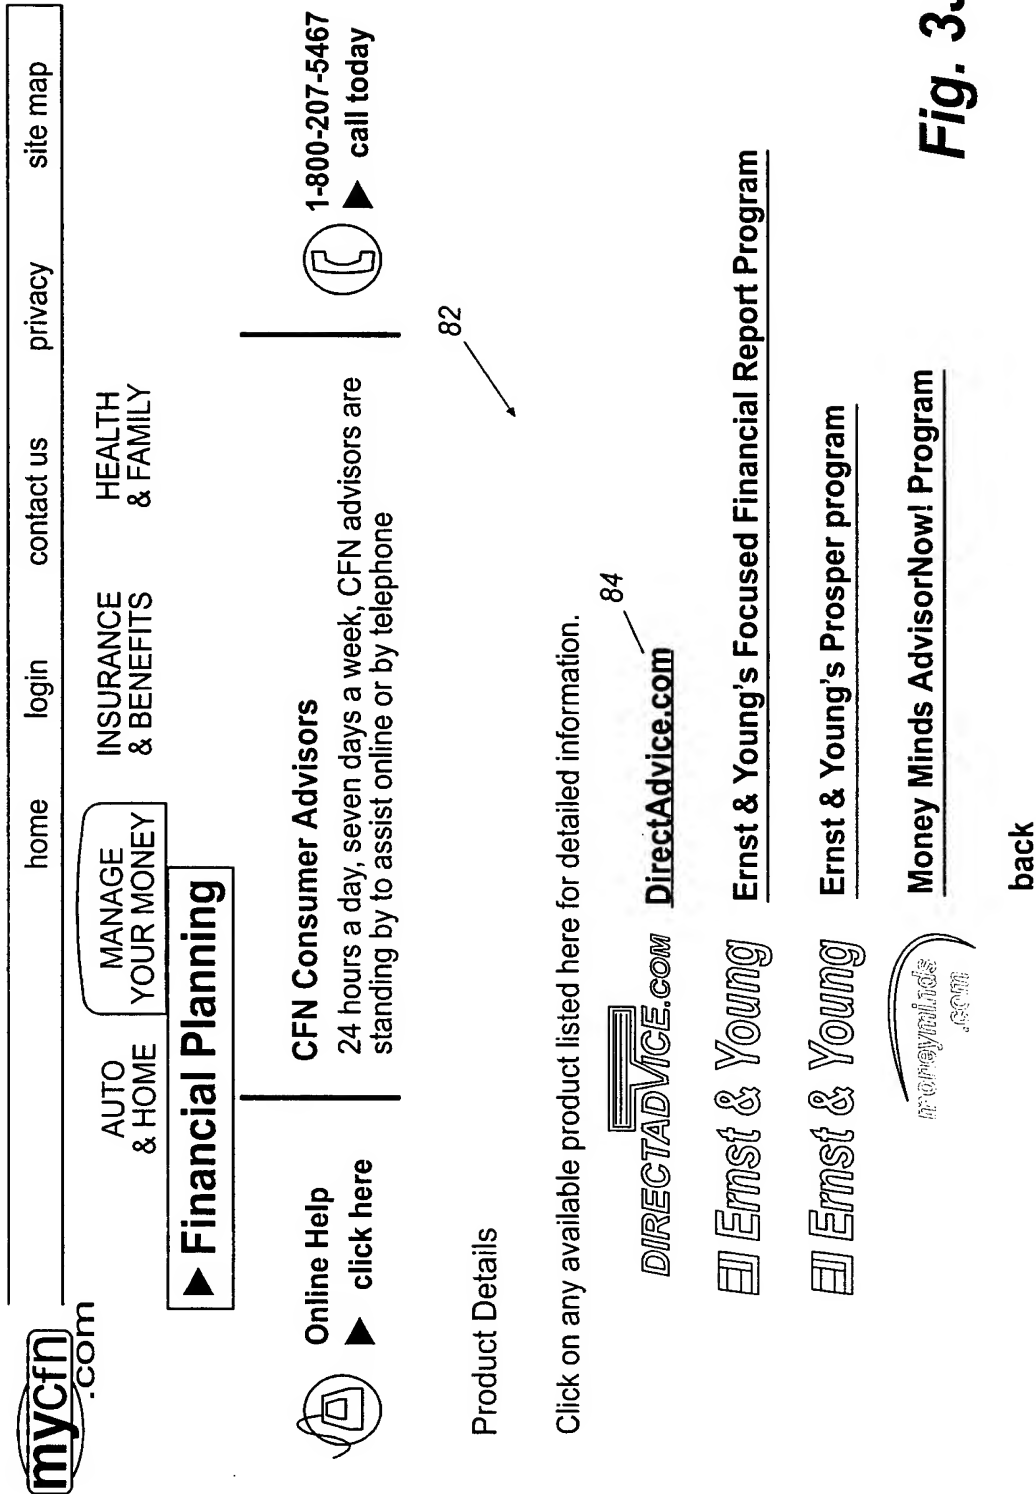 mycfn
.com
home login contact us privacy site map
AUTO
& HOME
MANAGE
YOUR MONEY
INSURANCE
& BENEFITS
HEALTH
& FAMILY
Financial Planning
Online Help
click here
CFN Consumer Advisors
24 hours a day, seven days a week, CFN advisors are
standing by to assist online or by telephone
1-800-207-5467
call today
82
Product Details
Click on any available product listed here for detailed information.
84
DIRECTADVICE.COM DirectAdvice.com
Ernst & Young Ernst & Young's Focused Financial Report Program
Ernst & Young Ernst & Young's Prosper program
moneyminds
.com
Money Minds AdvisorNow! Program
back
Fig.